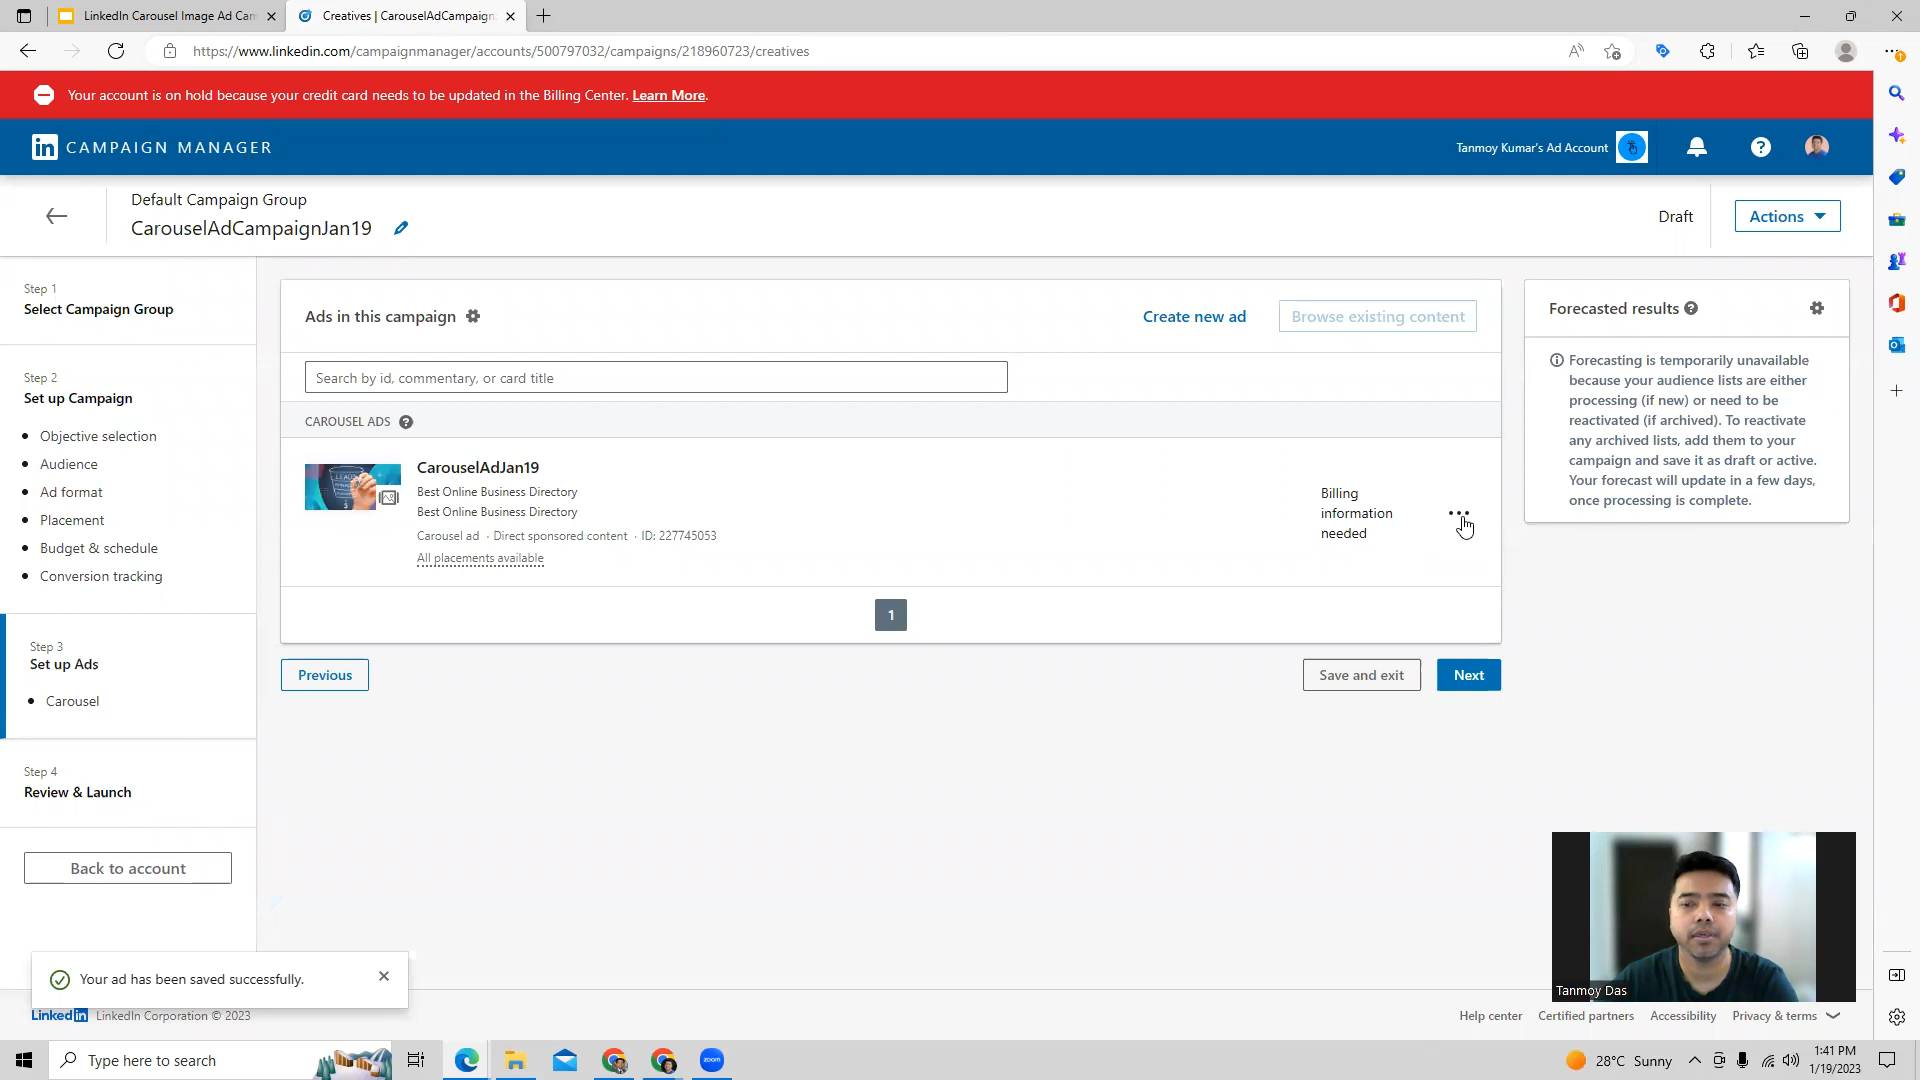 LinkedIn Carousel Image Ad Cam
Creatives | CarouselAdCampaign
https://www.linkedin.com/campaignmanager/accounts/500797032/campaigns/218960723/creatives
Your account is on hold because your credit card needs to be updated in the Billing Center. Learn More.
in CAMPAIGN MANAGER
Tanmoy Kumar's Ad Account
Default Campaign Group
CarouselAdCampaignJan19
Draft
Actions
Step 1
Select Campaign Group
Step 2
Set up Campaign
Objective selection
Audience
Ad format
Placement
Budget & schedule
Conversion tracking
Step 3
Set up Ads
Carousel
Step 4
Review & Launch
Back to account
Ads in this campaign
Create new ad
Browse existing content
Search by id, commentary, or card title
CAROUSEL ADS
LEADS
CarouselAdJan19
Best Online Business Directory
Best Online Business Directory
Carousel ad · Direct sponsored content · ID: 227745053
All placements available
Billing
information
needed
1
Previous
Save and exit
Next
Forecasted results
Forecasting is temporarily unavailable
because your audience lists are either
processing (if new) or need to be
reactivated (if archived). To reactivate
any archived lists, add them to your
campaign and save it as draft or active.
Your forecast will update in a few days,
once processing is complete.
Tanmoy Das
Your ad has been saved successfully.
LinkedIn LinkedIn Corporation © 2023
Help center
Certified partners
Accessibility
Privacy & terms
Type here to search
zoom
28°C Sunny
1:41 PM
1/19/2023